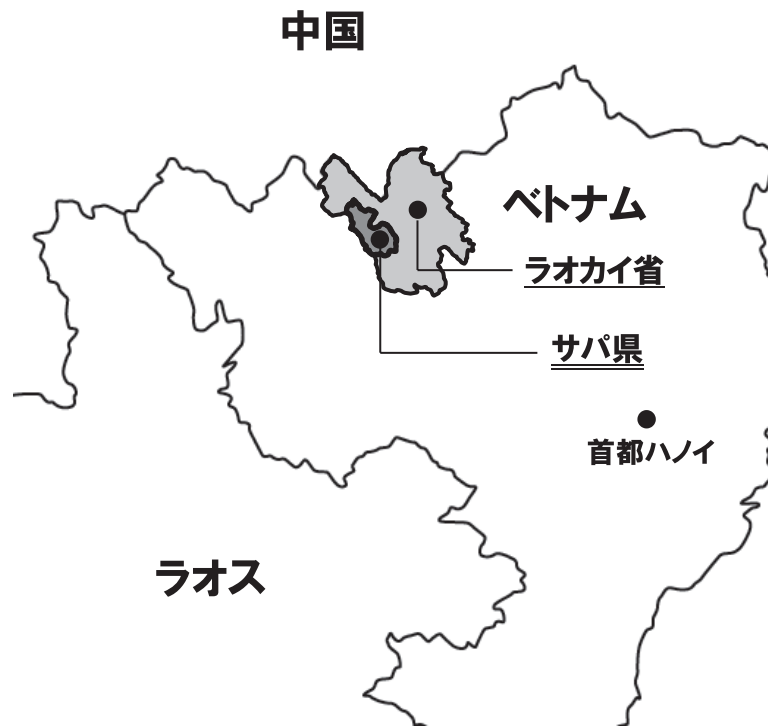 中国
ベトナム
ラオカイ省
サパ県
首都ハノイ
ラオス